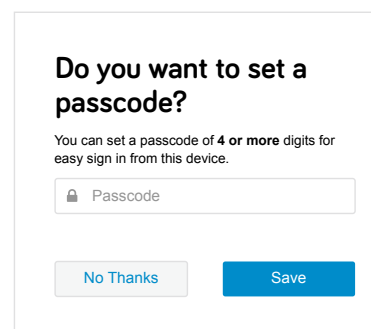 Do you want to set a
passcode?
You can set a passcode of 4 or more digits for
easy sign in from this device.
Passcode
No Thanks
Save